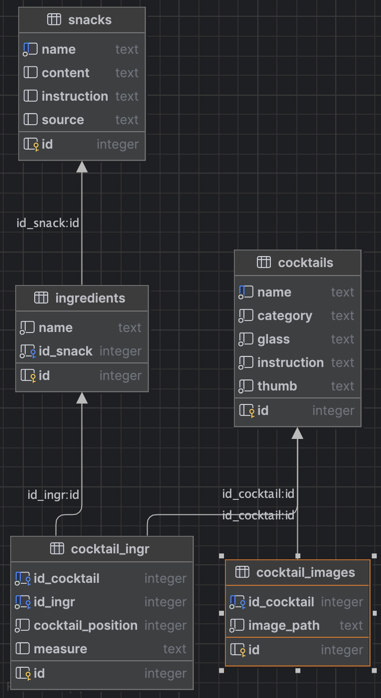 snacks
name text
content text
instruction text
source text
id integer
id_snack:id
ingredients
name text
id_snack integer
id integer
cocktails
name text
category text
glass text
instruction text
thumb text
id integer
id_ingr:id
id_cocktail:id
id_cocktail:id
cocktail_ingr
id_cocktail integer
id_ingr integer
cocktail_position integer
measure text
id integer
cocktail_images
id_cocktail integer
image_path text
id integer